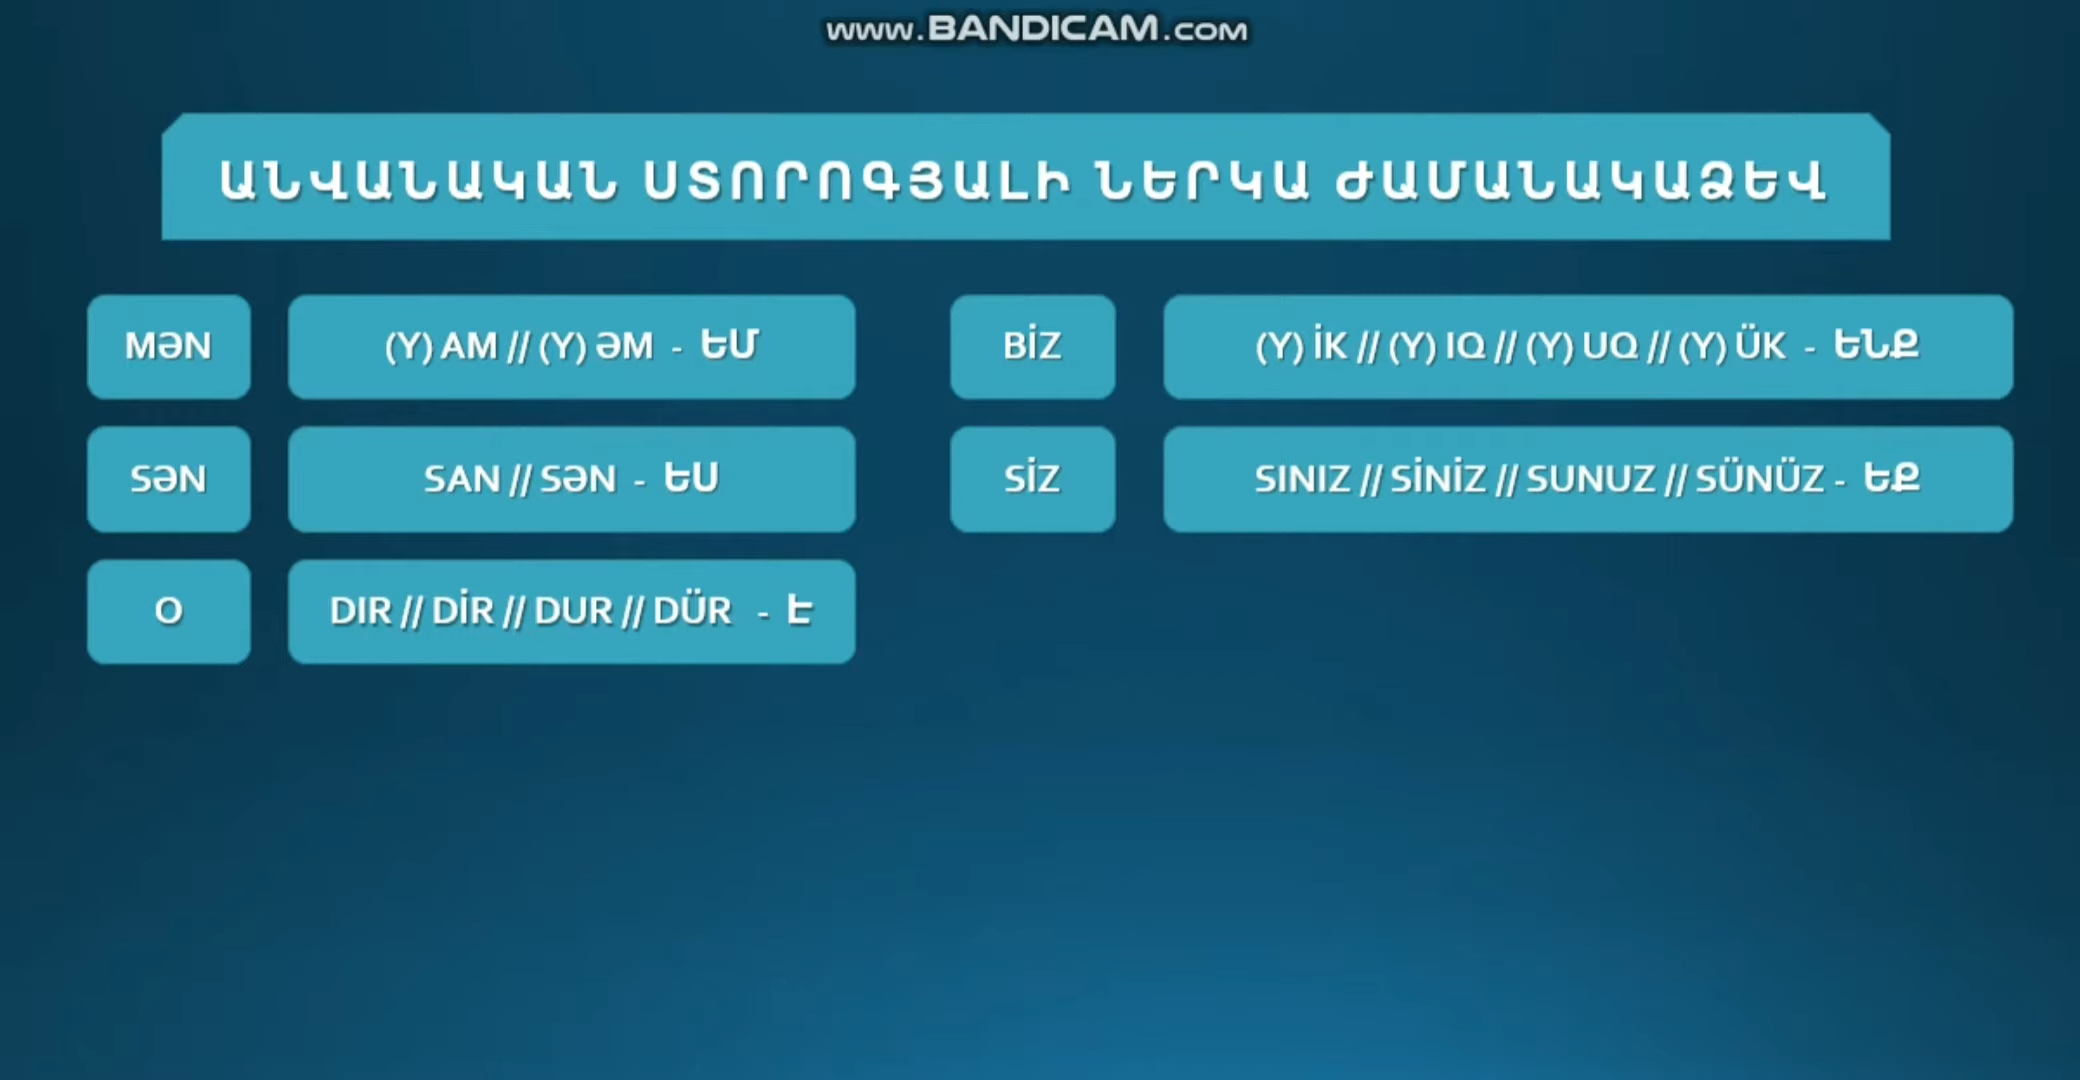 www.BANDICAM.com
ԱՆՎԱՆԱԿԱՆ ՍՏՈՐՈԳՅԱԼԻ ՆԵՐԿԱ ԺԱՄԱՆԱԿԱՁԵՎ
MƏN
(Y) AM // (Y) ƏM - ԵՄ
SƏN
SAN // SƏN - ԵՍ
O
DIR // DİR // DUR // DÜR - Է
BİZ
(Y) İK // (Y) IQ // (Y) UQ // (Y) ÜK - ԵՆՔ
SİZ
SINIZ // SİNİZ // SUNUZ // SÜNÜZ - ԵՔ